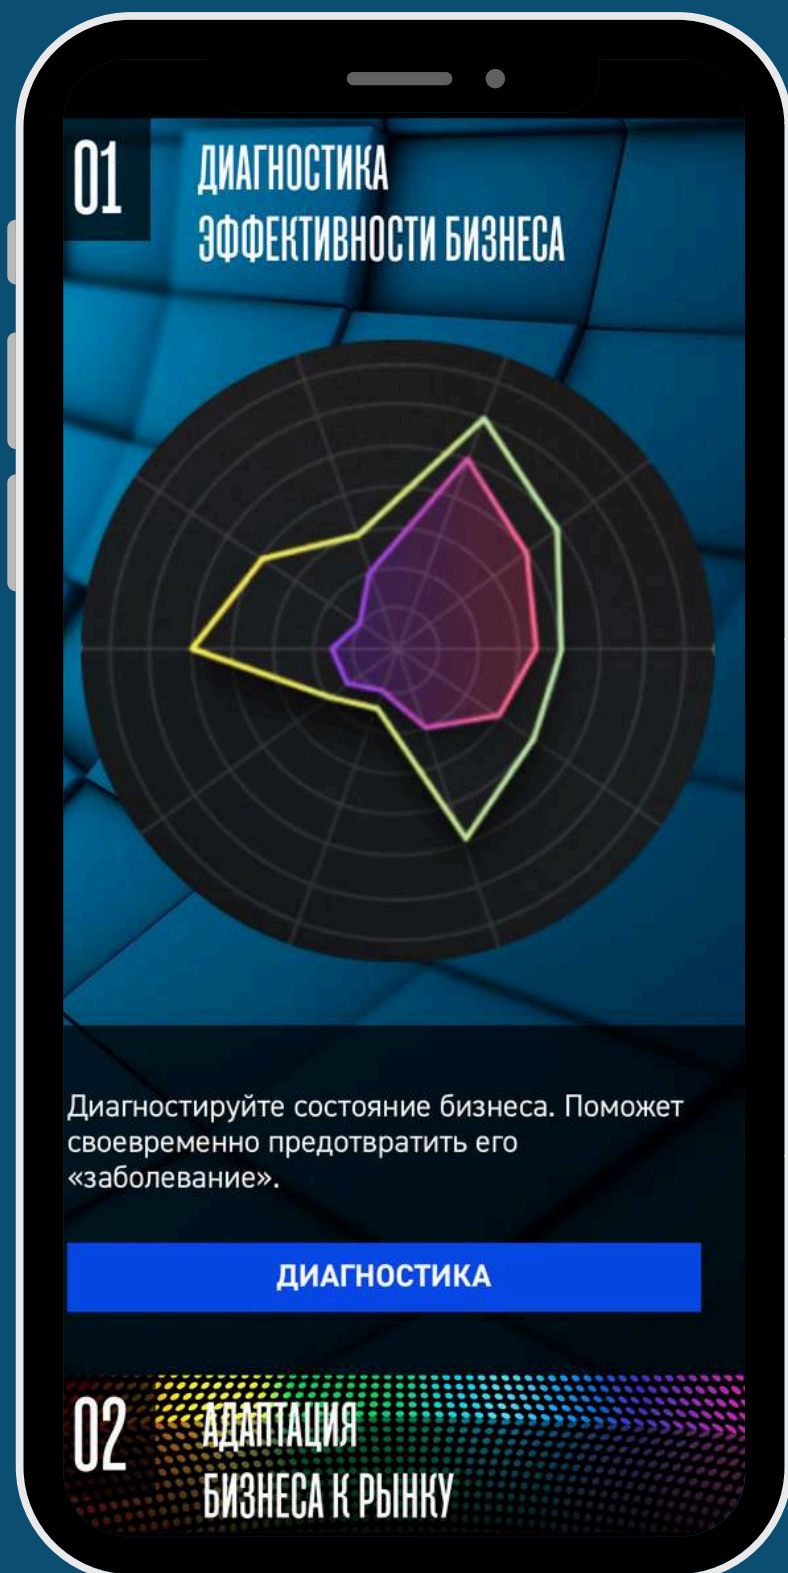 01
ДИАГНОСТИКА
ЭФФЕКТИВНОСТИ БИЗНЕСА
Диагностируйте состояние бизнеса. Поможет
своевременно предотвратить его
«заболевание».
ДИАГНОСТИКА
02
АДАПТАЦИЯ
БИЗНЕСА К РЫНКУ